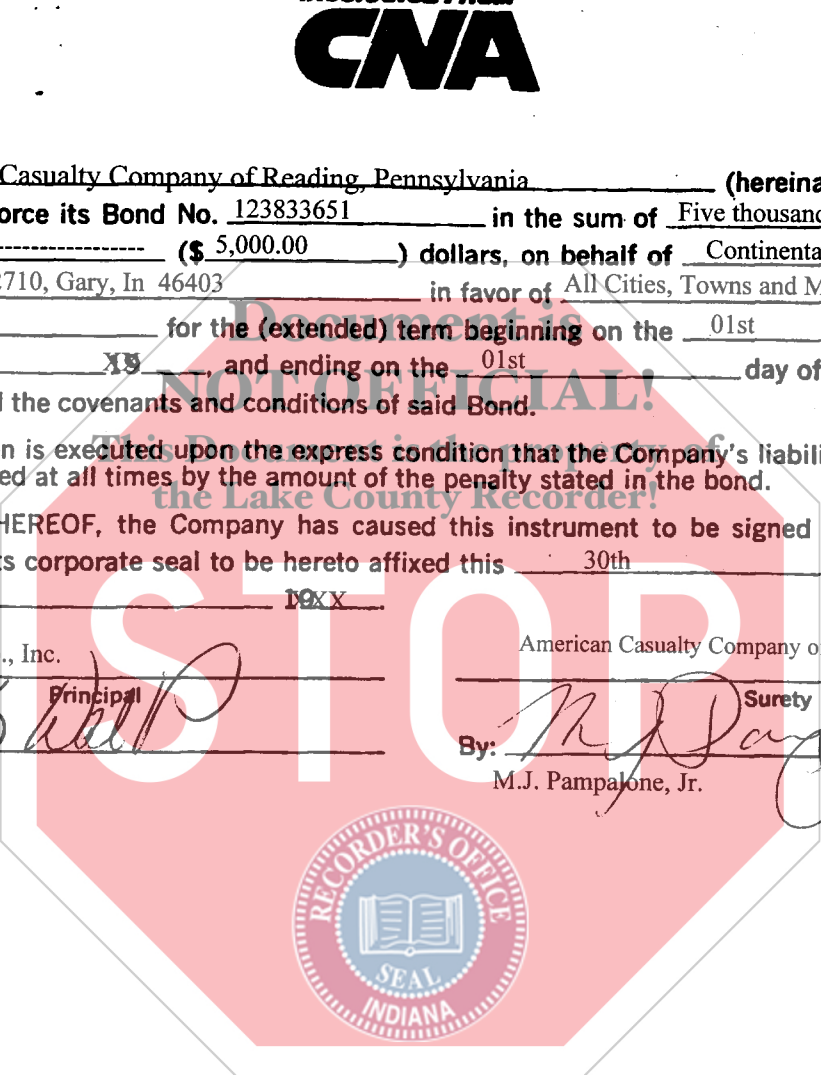 CNA
Casualty Company of Reading, Pennsylvania (hereina
orce its Bond No. 123833651 in the sum of Five thousand
------------------ ($ 5,000.00 ) dollars, on behalf of Continenta
710, Gary, In 46403 in favor of All Cities, Towns and M
for the (extended) term beginning on the 01st
, and ending on the 01st day of
the covenants and conditions of said Bond.
n is executed upon the express condition that the Company's liabili
ed at all times by the amount of the penalty stated in the bond.
HEREOF, the Company has caused this instrument to be signed
s corporate seal to be hereto affixed this 30th
., Inc.
American Casualty Company o
Principal
Surety
By:
M.J. Pampalone, Jr.
Document is
NOT OFFICIAL!
This Document is the property of
the Lake County Recorder!
STOP
RECORDER'S OFFICE
SEAL
INDIANA